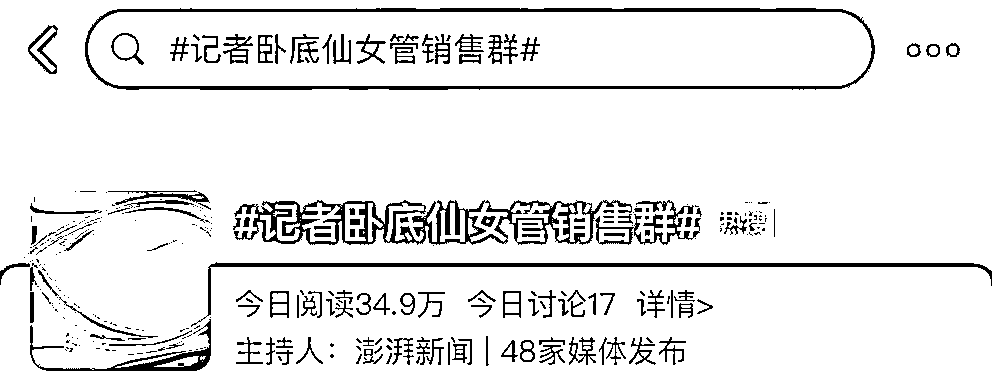 #记者卧底仙女管销售群#
#记者卧底仙女管销售群# 热搜
今日阅读34.9万 今日讨论17 详情>
主持人：澎湃新闻 | 48家媒体发布